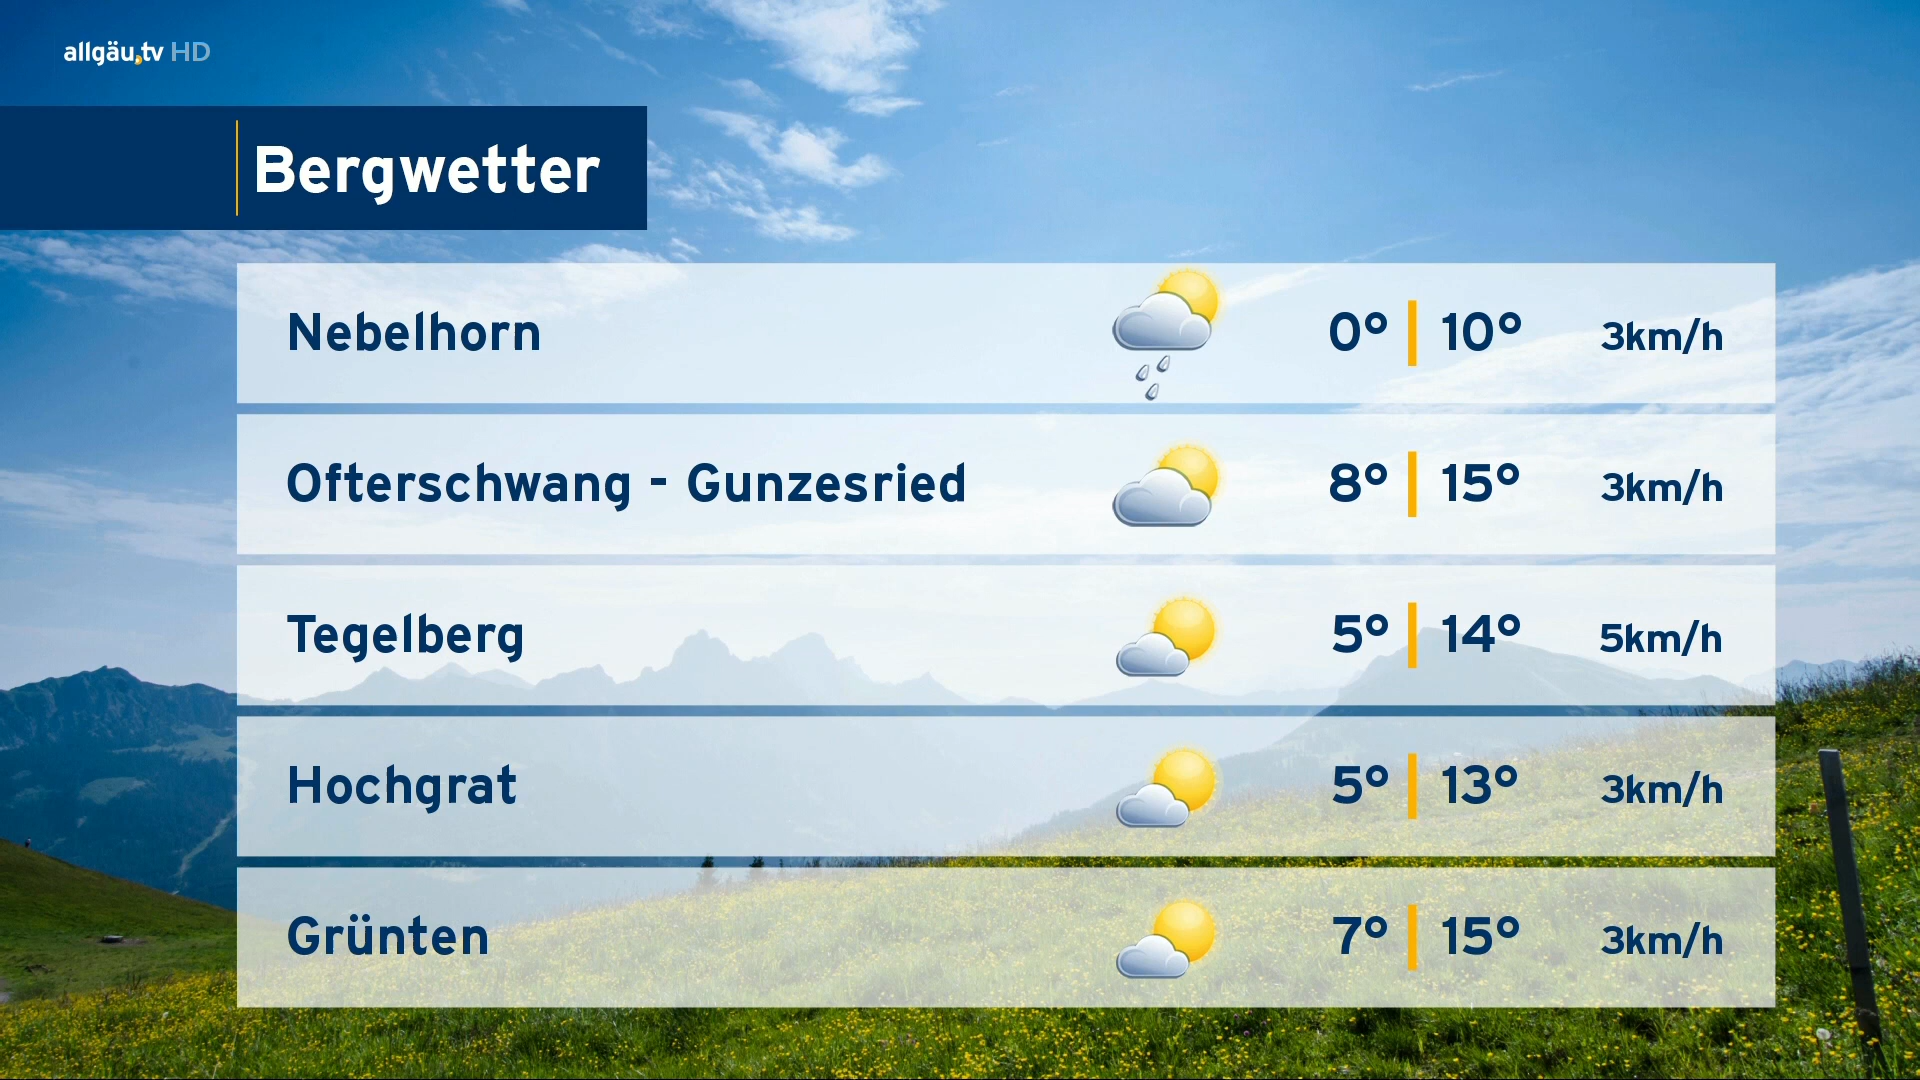 allgäu.tv HD
Bergwetter
Nebelhorn 0° 10° 3km/h
Ofterschwang - Gunzesried 8° 15° 3km/h
Tegelberg 5° 14° 5km/h
Hochgrat 5° 13° 3km/h
Grünten 7° 15° 3km/h